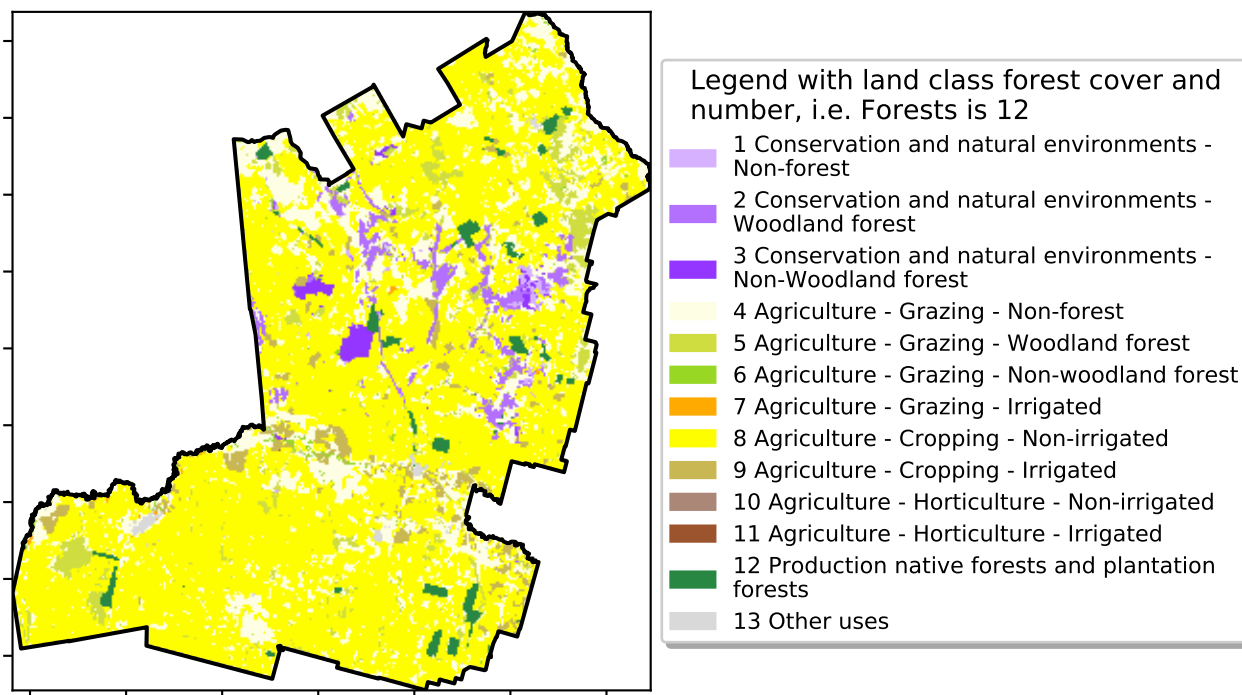 Legend with land class forest cover and
number, i.e. Forests is 12
1 Conservation and natural environments -
Non-forest
2 Conservation and natural environments -
Woodland forest
3 Conservation and natural environments -
Non-Woodland forest
4 Agriculture - Grazing - Non-forest
5 Agriculture - Grazing - Woodland forest
6 Agriculture - Grazing - Non-woodland forest
7 Agriculture - Grazing - Irrigated
8 Agriculture - Cropping - Non-irrigated
9 Agriculture - Cropping - Irrigated
10 Agriculture - Horticulture - Non-irrigated
11 Agriculture - Horticulture - Irrigated
12 Production native forests and plantation
forests
13 Other uses